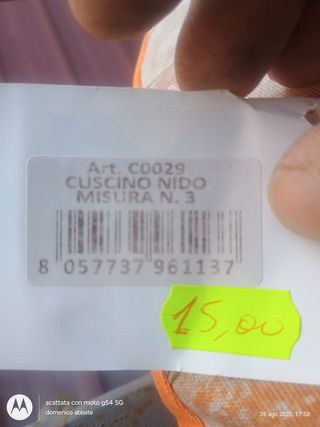 Art. C0029
CUSCINO NIDO
MISURA N. 3
8 057737 961137
15,00
scattata con moto g54 5G
domenico abbate
26 ago 2025, 17:58